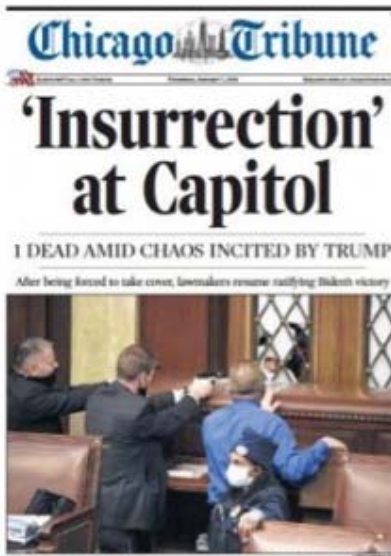 Chicago Tribune
‘Insurrection’
at Capitol
1 DEAD AMID CHAOS INCITED BY TRUMP
After being forced to take cover, lawmakers resume ratifying Biden's victory